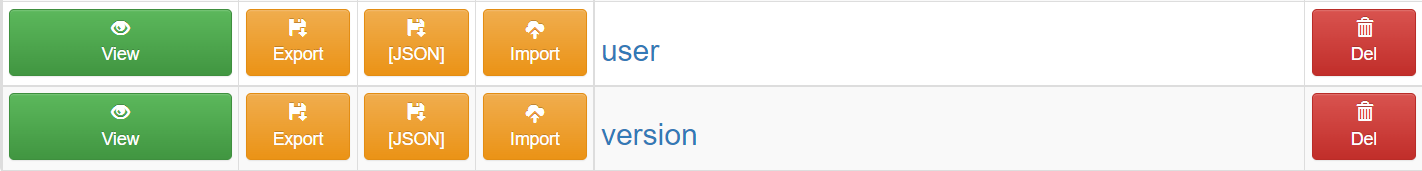 View Export [JSON] Import user Del
View Export [JSON] Import version Del